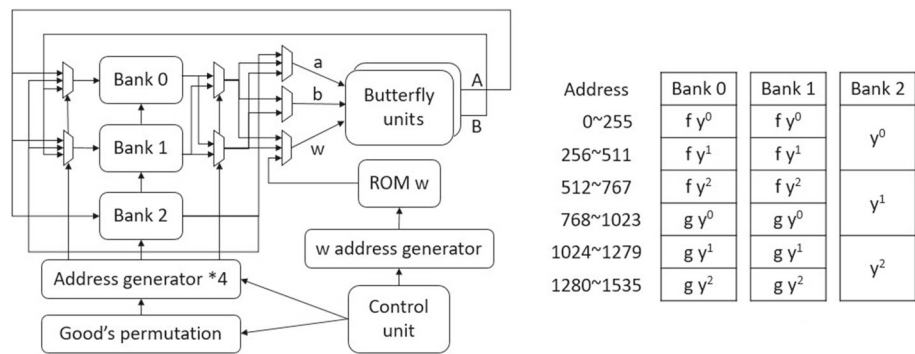 Bank 0
Bank 1
Bank 2
a
b
w
Butterfly
units
A
B
ROM w
w address generator
Address generator *4
Good's permutation
Control
unit
Address Bank 0 Bank 1 Bank 2
0~255 f y⁰ f y⁰ y⁰
256~511 f y¹ f y¹
512~767 f y² f y² y¹
768~1023 g y⁰ g y⁰
1024~1279 g y¹ g y¹ y²
1280~1535 g y² g y²